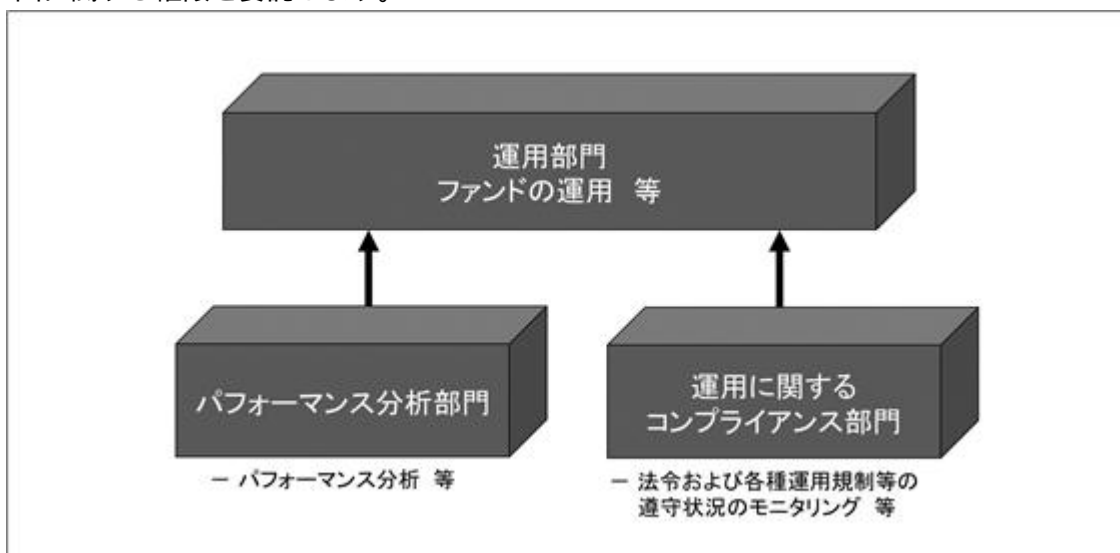 運用部門
ファンドの運用 等
パフォーマンス分析部門
− パフォーマンス分析 等
運用に関する
コンプライアンス部門
− 法令および各種運用規制等の
遵守状況のモニタリング 等